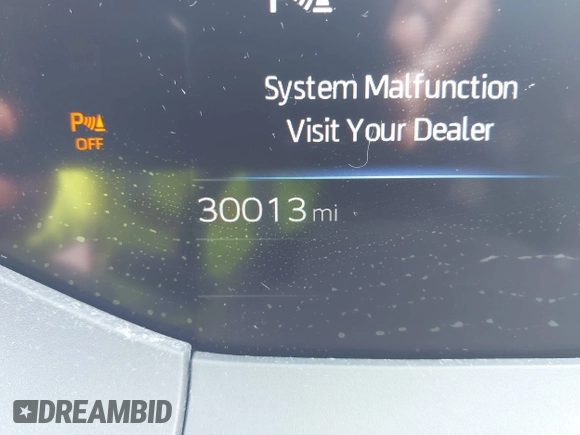 P
System Malfunction
Visit Your Dealer
P
OFF
30013 mi
DREAMBID